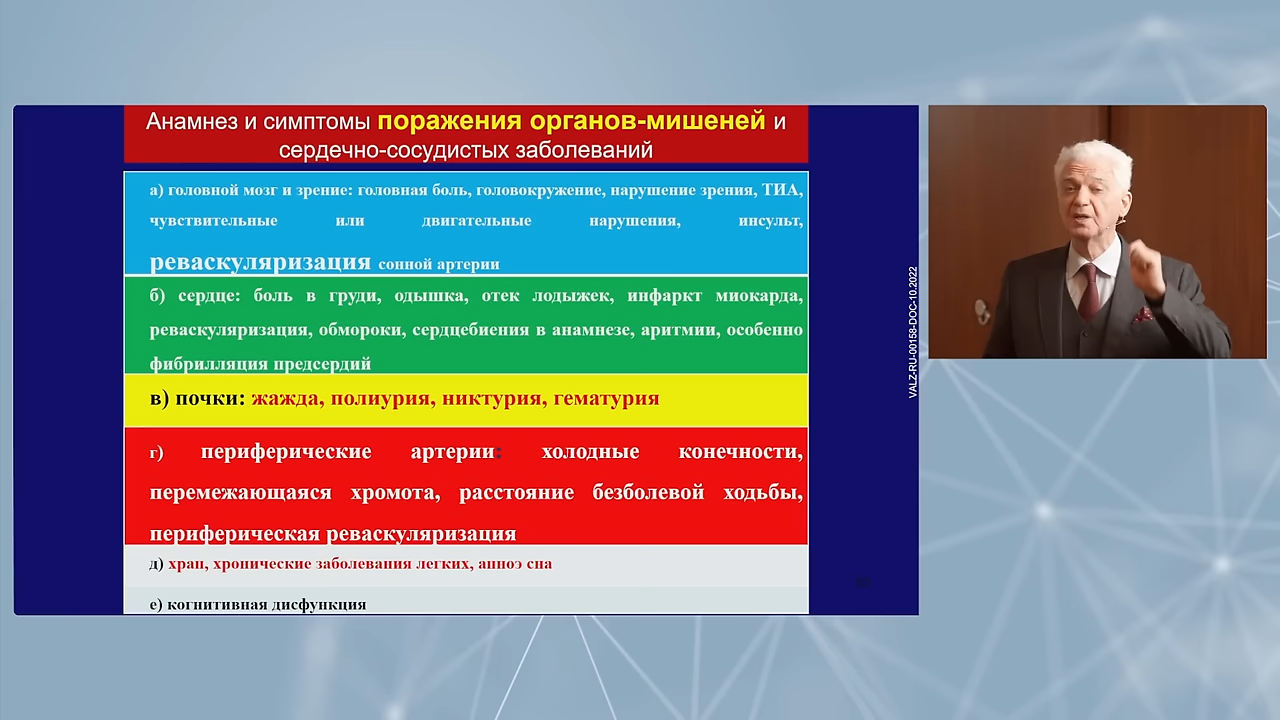 Анамнез и симптомы поражения органов-мишеней и
сердечно-сосудистых заболеваний
а) головной мозг и зрение: головная боль, головокружение, нарушение зрения, ТИА,
чувствительные или двигательные нарушения, инсульт,
реваскуляризация сонной артерии
б) сердце: боль в груди, одышка, отек лодыжек, инфаркт миокарда,
реваскуляризация, обмороки, сердцебиения в анамнезе, аритмии, особенно
фибрилляция предсердий
в) почки: жажда, полиурия, никтурия, гематурия
г) периферические артерии: холодные конечности,
перемежающаяся хромота, расстояние безболевой ходьбы,
периферическая реваскуляризация
д) храп, хронические заболевания легких, апноэ сна
е) когнитивная дисфункция
VALZ-RU-00158-DOC-10.2022